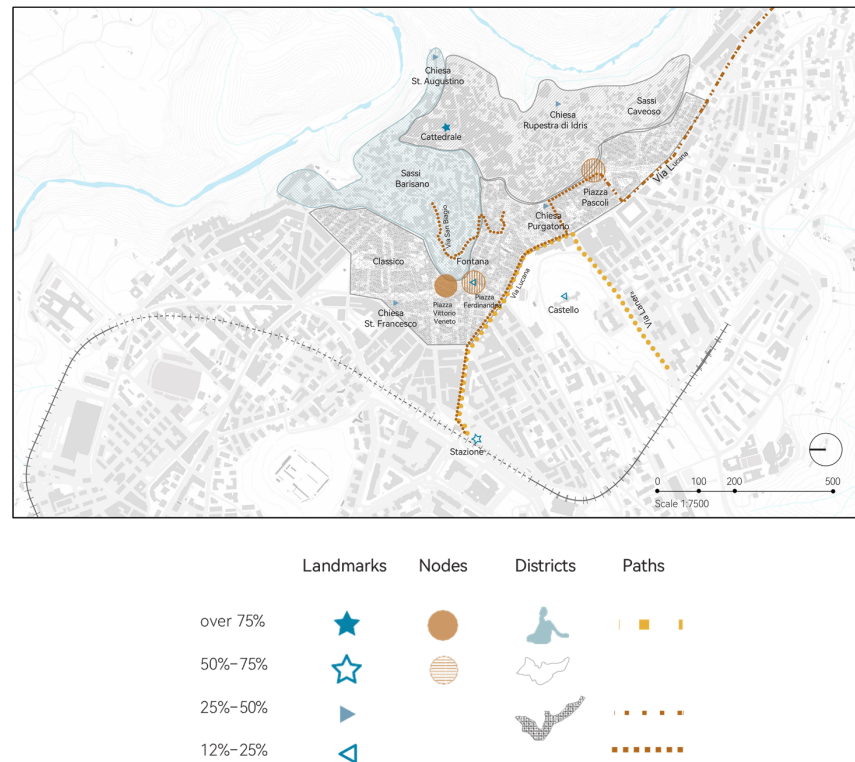 Chiesa
St. Augustino
Cattedrale
Chiesa
Rupestra di Idris
Sassi
Caveoso
Sassi
Barisano
Via Lucana
Piazza
Pascoli
Via San Biagio
Chiesa
Purgatorio
Classico
Fontana
Via Lucana
Piazza
Vittorio
Veneto
Piazza
Ferdinandea
Castello
Via Lanera
Chiesa
St. Francesco
Stazione
0 100 200 500
Scale 1:7500
Landmarks Nodes Districts Paths
over 75%
50%-75%
25%-50%
12%-25%